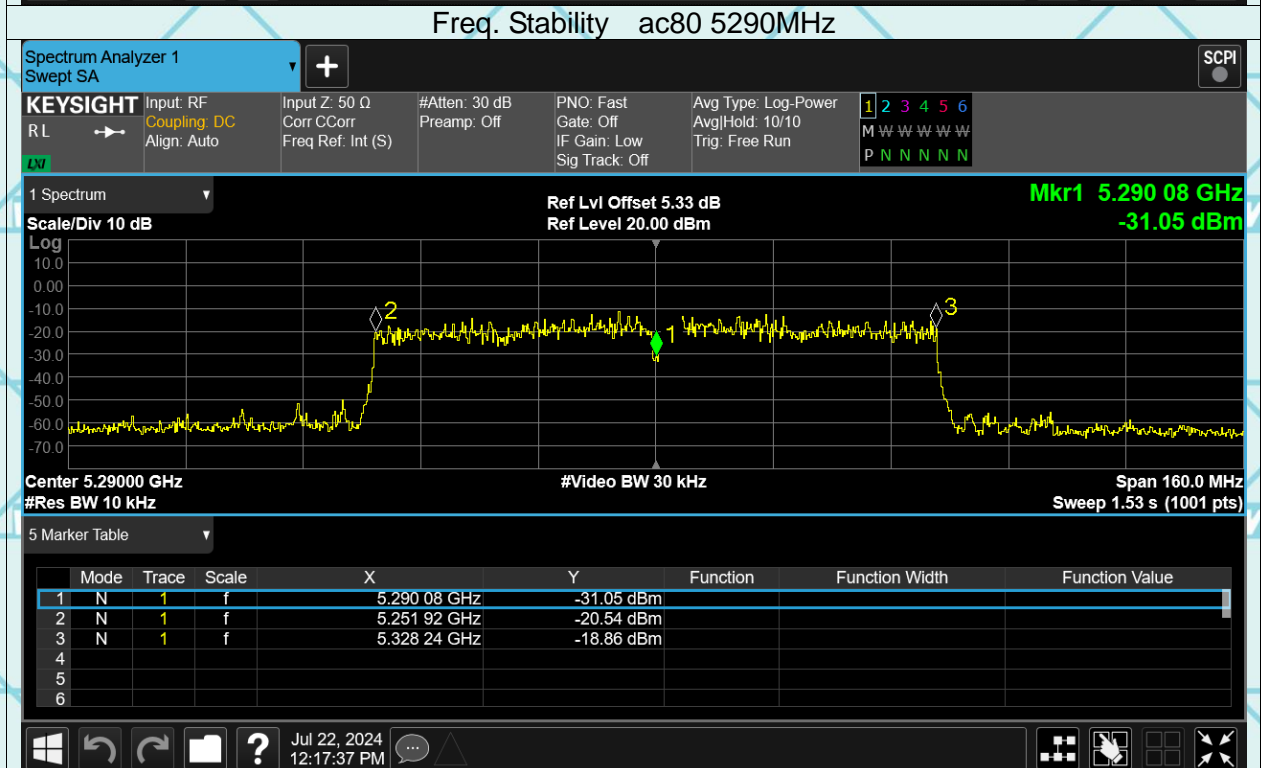 Freq. Stability ac80 5290MHz
Spectrum Analyzer 1
Swept SA
+
SCPI
KEYSIGHT Input: RF Input Z: 50 Ω #Atten: 30 dB PNO: Fast Avg Type: Log-Power 1 2 3 4 5 6
RL Coupling: DC Corr CCorr Preamp: Off Gate: Off Avg|Hold: 10/10 M W W W W W
Align: Auto Freq Ref: Int (S) IF Gain: Low Trig: Free Run P N N N N N
LXI Sig Track: Off
1 Spectrum Ref Lvl Offset 5.33 dB Mkr1 5.290 08 GHz
Scale/Div 10 dB Ref Level 20.00 dBm -31.05 dBm
Log
10.0
0.00
-10.0
-20.0
-30.0
-40.0
-50.0
-60.0
-70.0
2
1
3
Center 5.29000 GHz #Video BW 30 kHz Span 160.0 MHz
#Res BW 10 kHz Sweep 1.53 s (1001 pts)
5 Marker Table
Mode Trace Scale X Y Function Function Width Function Value
1 N 1 f 5.290 08 GHz -31.05 dBm
2 N 1 f 5.251 92 GHz -20.54 dBm
3 N 1 f 5.328 24 GHz -18.86 dBm
4
5
6
? Jul 22, 2024
12:17:37 PM